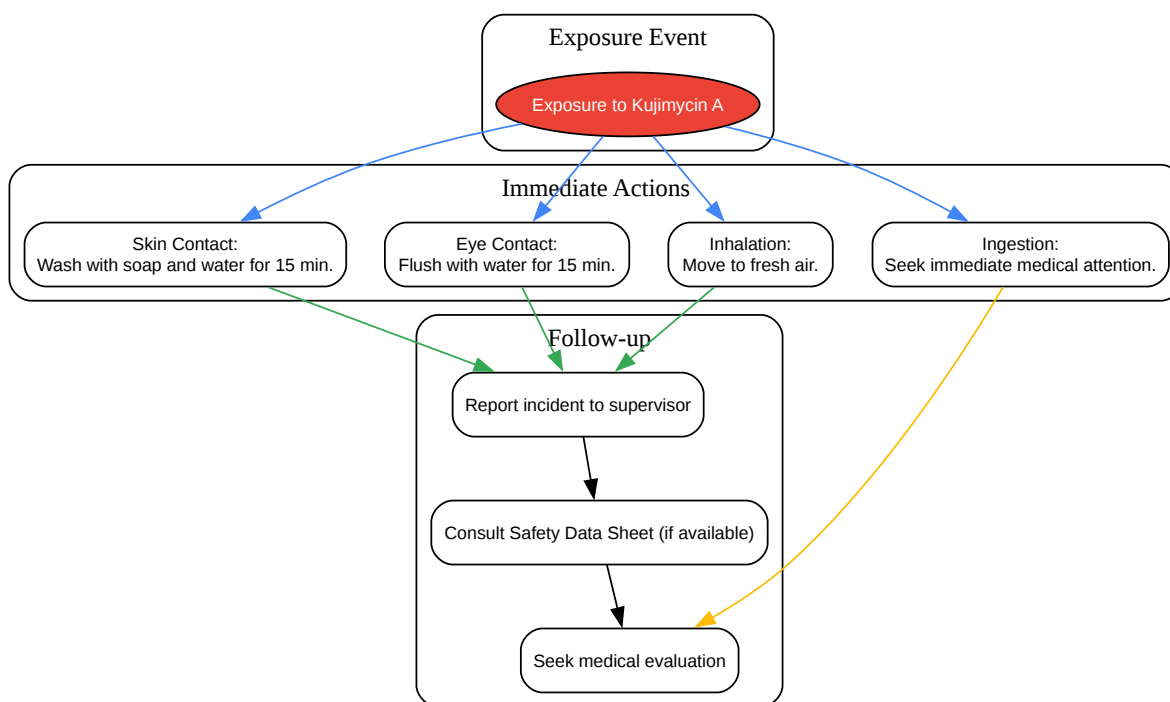 Exposure Event
Exposure to Kujimycin A
Immediate Actions
Skin Contact:
Wash with soap and water for 15 min.
Eye Contact:
Flush with water for 15 min.
Inhalation:
Move to fresh air.
Ingestion:
Seek immediate medical attention.
Follow-up
Report incident to supervisor
Consult Safety Data Sheet (if available)
Seek medical evaluation